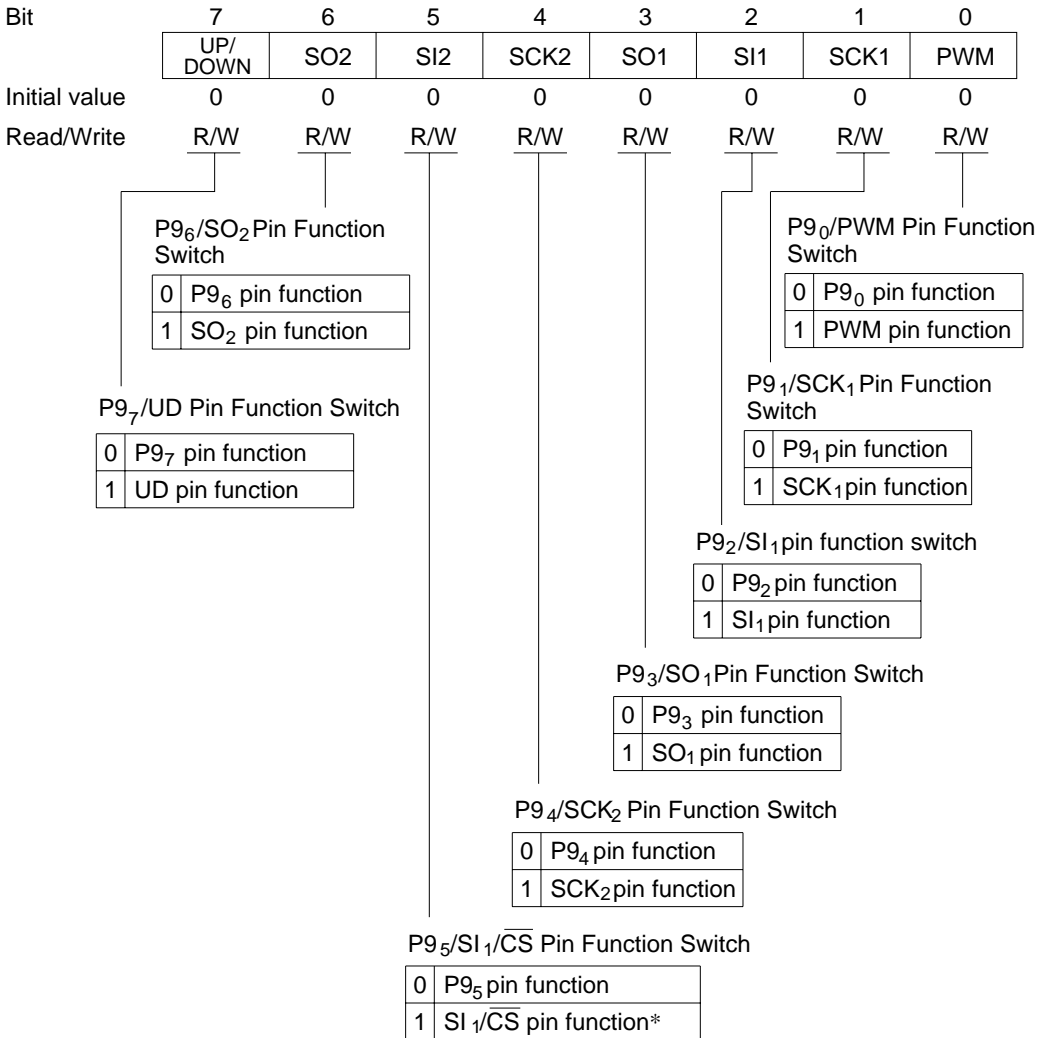 Bit 7 6 5 4 3 2 1 0
UP/DOWN SO2 SI2 SCK2 SO1 SI1 SCK1 PWM
Initial value 0 0 0 0 0 0 0 0
Read/Write R/W R/W R/W R/W R/W R/W R/W R/W
P9₆/SO₂ Pin Function
Switch
0 P9₆ pin function
1 SO₂ pin function
P9₀/PWM Pin Function
Switch
0 P9₀ pin function
1 PWM pin function
P9₁/SCK₁ Pin Function
Switch
0 P9₁ pin function
1 SCK₁ pin function
P9₇/UD Pin Function Switch
0 P9₇ pin function
1 UD pin function
P9₂/SI₁ pin function switch
0 P9₂ pin function
1 SI₁ pin function
P9₃/SO₁ Pin Function Switch
0 P9₃ pin function
1 SO₁ pin function
P9₄/SCK₂ Pin Function Switch
0 P9₄ pin function
1 SCK₂ pin function
P9₅/SI₁/C̅S̅ Pin Function Switch
0 P9₅ pin function
1 SI₁/C̅S̅ pin function*